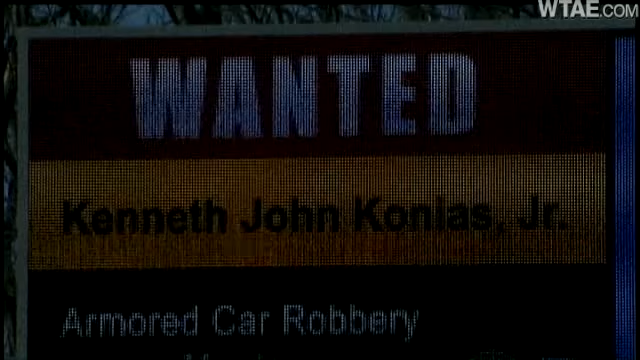 WTAE.COM
WANTED
Kenneth John Konias, Jr.
Armored Car Robbery